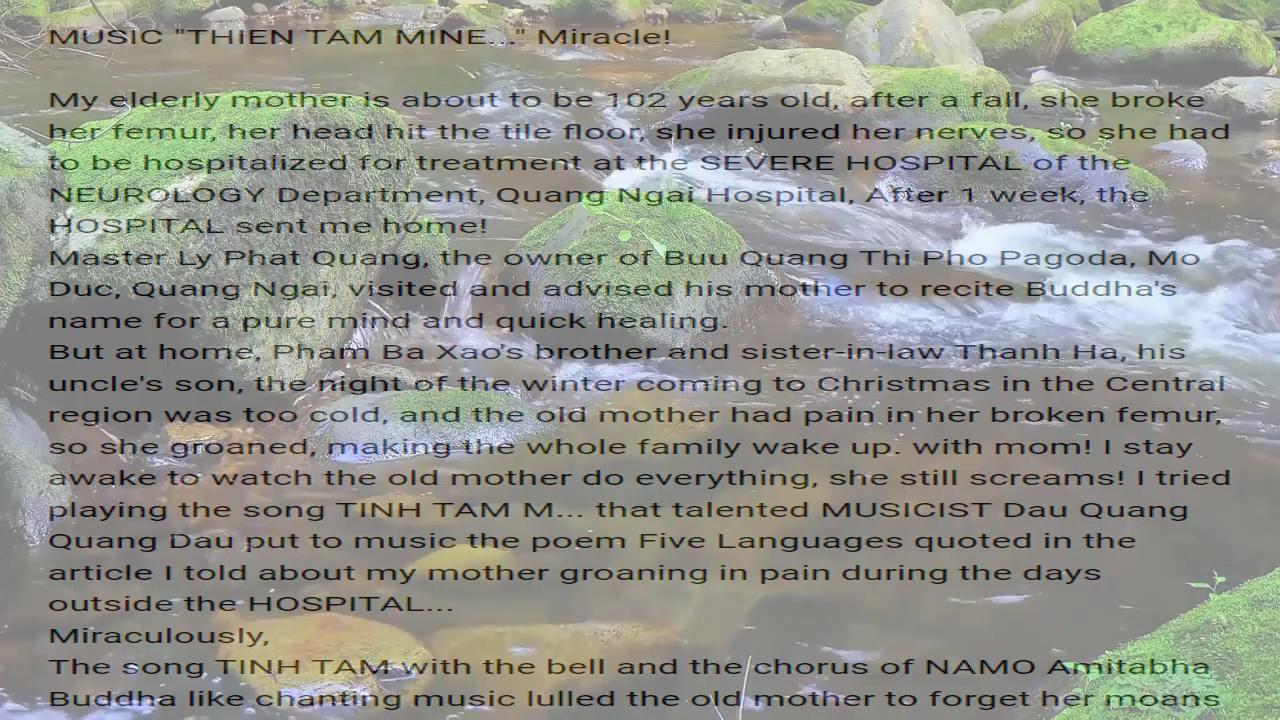 MUSIC "THIEN TAM MINE..." Miracle!
My elderly mother is about to be 102 years old, after a fall, she broke
her femur, her head hit the tile floor, she injured her nerves, so she had
to be hospitalized for treatment at the SEVERE HOSPITAL of the
NEUROLOGY Department, Quang Ngai Hospital, After 1 week, the
HOSPITAL sent me home!
Master Ly Phat Quang, the owner of Buu Quang Thi Pho Pagoda, Mo
Duc, Quang Ngai, visited and advised his mother to recite Buddha's
name for a pure mind and quick healing.
But at home, Pham Ba Xao's brother and sister-in-law Thanh Ha, his
uncle's son, the night of the winter coming to Christmas in the Central
region was too cold, and the old mother had pain in her broken femur,
so she groaned, making the whole family wake up. with mom! I stay
awake to watch the old mother do everything, she still screams! I tried
playing the song TINH TAM M... that talented MUSICIST Dau Quang
Quang Dau put to music the poem Five Languages quoted in the
article I told about my mother groaning in pain during the days
outside the HOSPITAL...
Miraculously,
The song TINH TAM with the bell and the chorus of NAMO Amitabha
Buddha like chanting music lulled the old mother to forget her moans